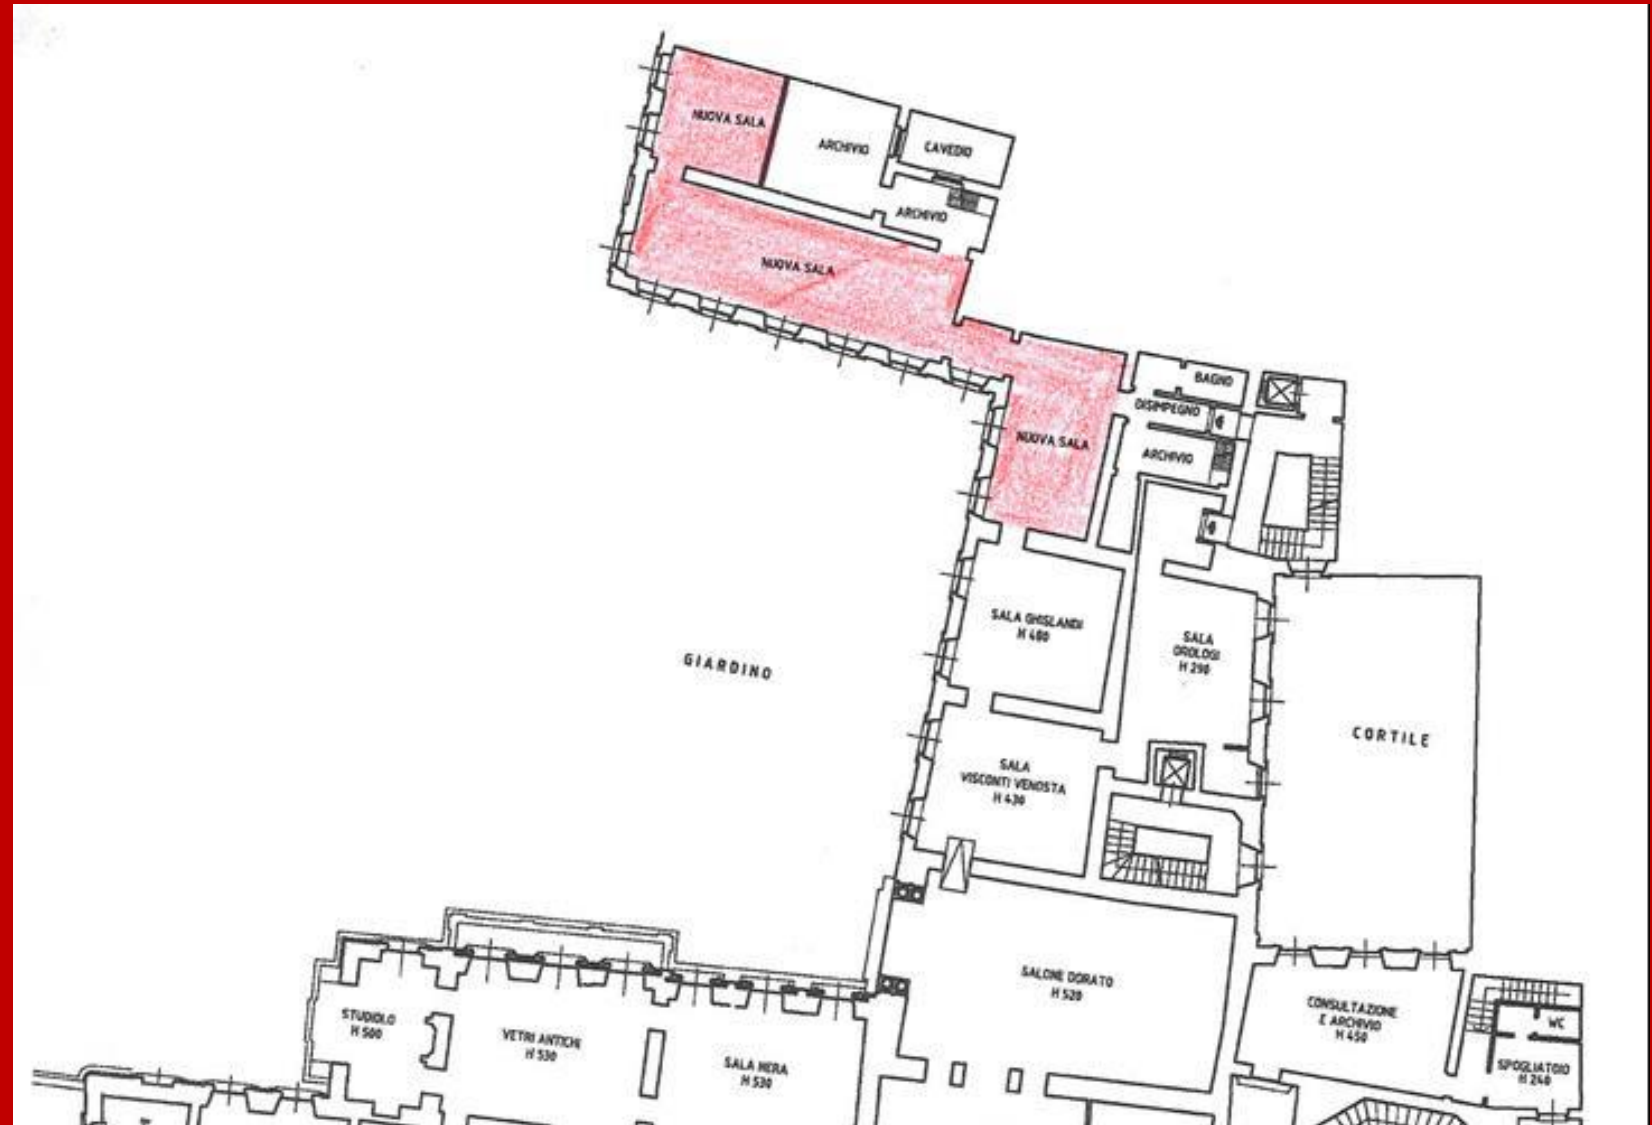 NUOVA SALA
ARCHIVIO
CAVEDIO
ARCHIVIO
NUOVA SALA
BAGNO
DISIMPEGNO
NUOVA SALA
ARCHIVIO
SALA GHISLANDI
H 480
SALA
OROLOGI
H 290
GIARDINO
CORTILE
SALA
VISCONTI VENOSTA
H 430
SALONE DORATO
H 520
CONSULTAZIONE
E ARCHIVIO
H 450
WC
SPOGLIATOIO
H 240
STUDIOLO
H 500
VETRI ANTICHI
H 530
SALA NERA
H 530